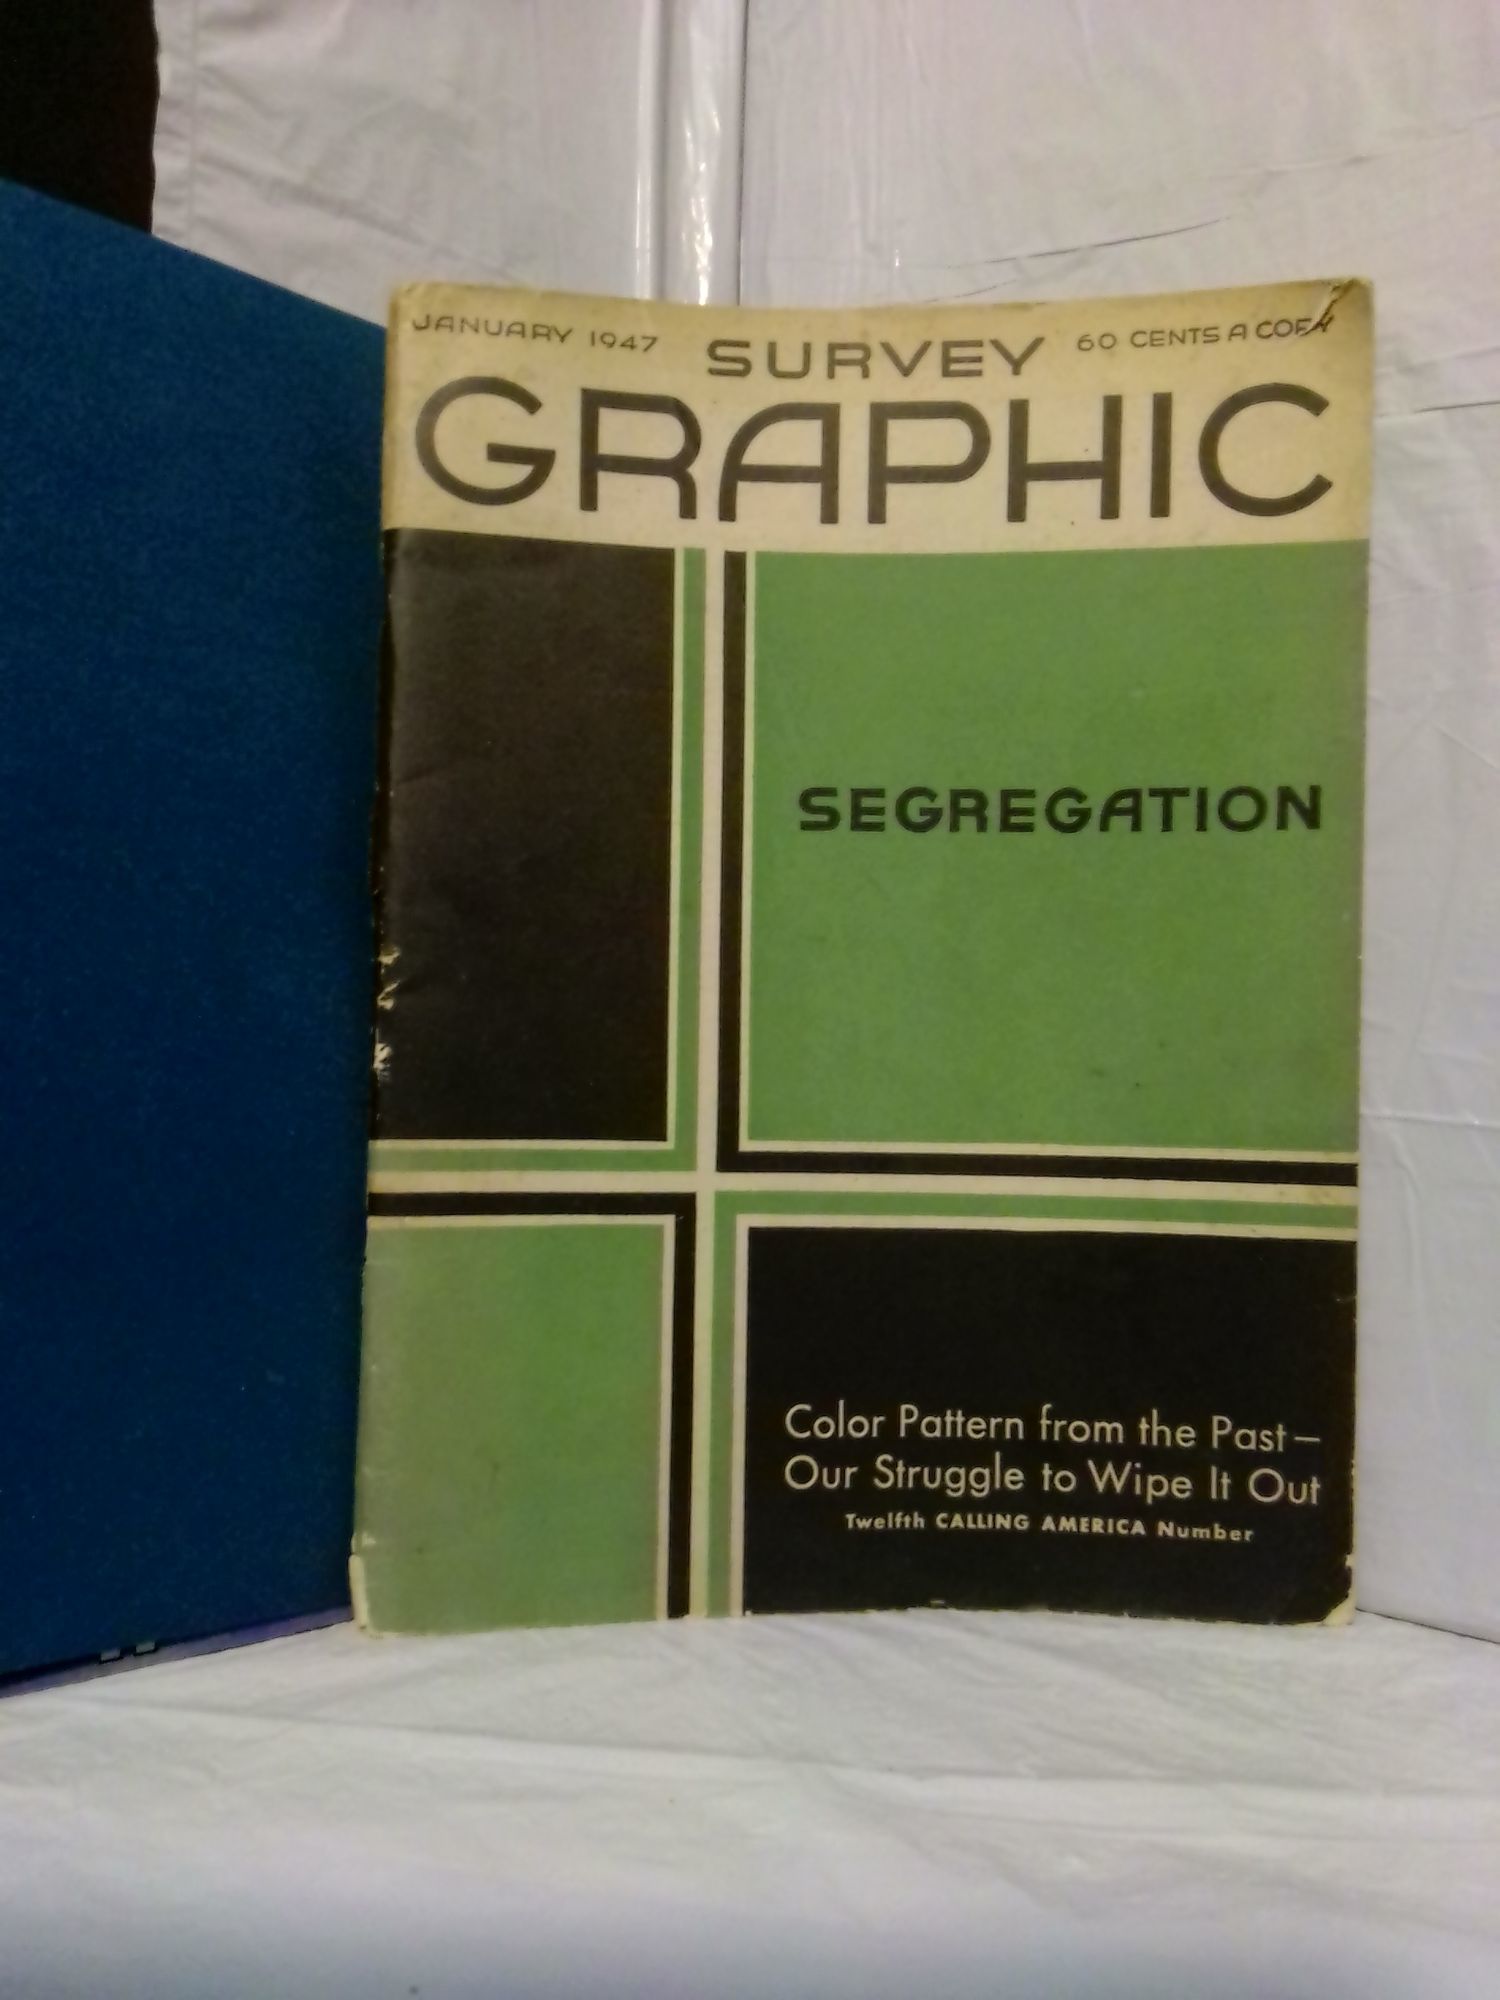 JANUARY 1947
SURVEY
60 CENTS A COPY
GRAPHIC
SEGREGATION
Color Pattern from the Past—
Our Struggle to Wipe It Out
Twelfth CALLING AMERICA Number